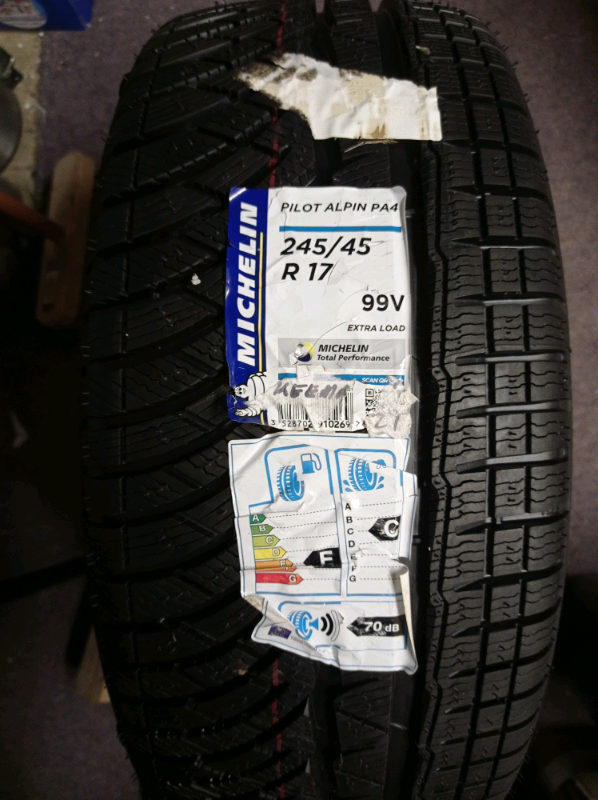 MICHELIN
PILOT ALPIN PA4
245/45
R 17
99V
EXTRA LOAD
MICHELIN
Total Performance
A
B
C
D
E
G
F
A
B
C
D
F
G
C
70 dB